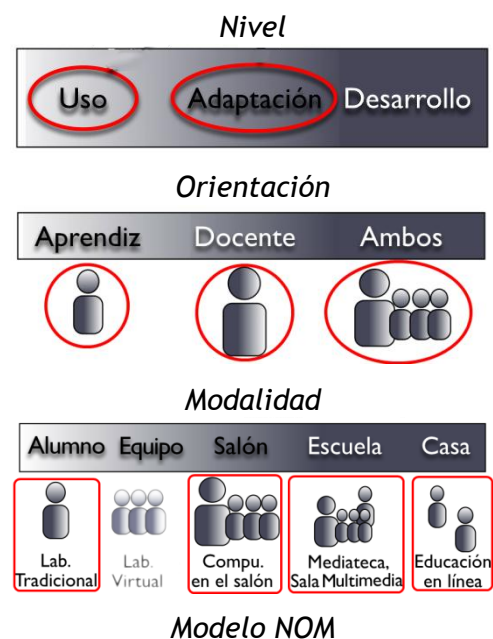 Nivel
Uso Adaptación Desarrollo
Orientación
Aprendiz Docente Ambos
Modalidad
Alumno Equipo Salón Escuela Casa
Lab. Tradicional
Lab. Virtual
Compu. en el salón
Mediateca, Sala Multimedia
Educación en línea
Modelo NOM